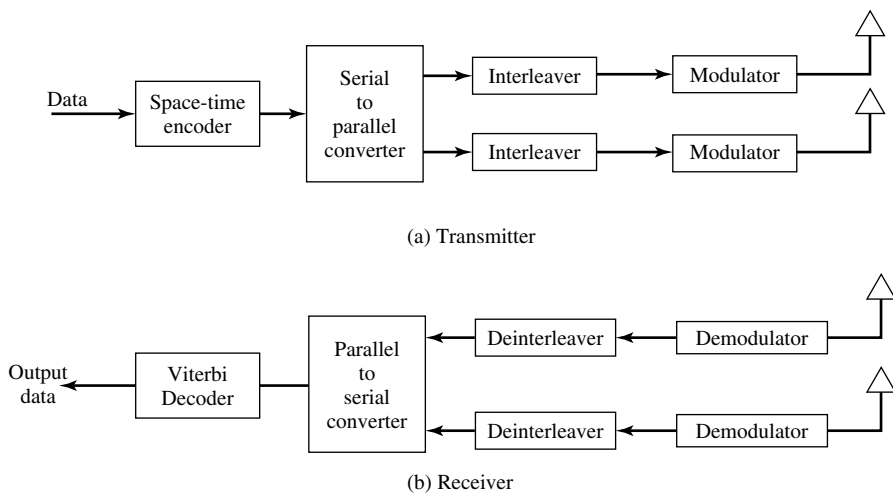 Data
Space-time
encoder
Serial
to
parallel
converter
Interleaver
Modulator
Interleaver
Modulator
(a) Transmitter
Output
data
Viterbi
Decoder
Parallel
to
serial
converter
Deinterleaver
Demodulator
Deinterleaver
Demodulator
(b) Receiver